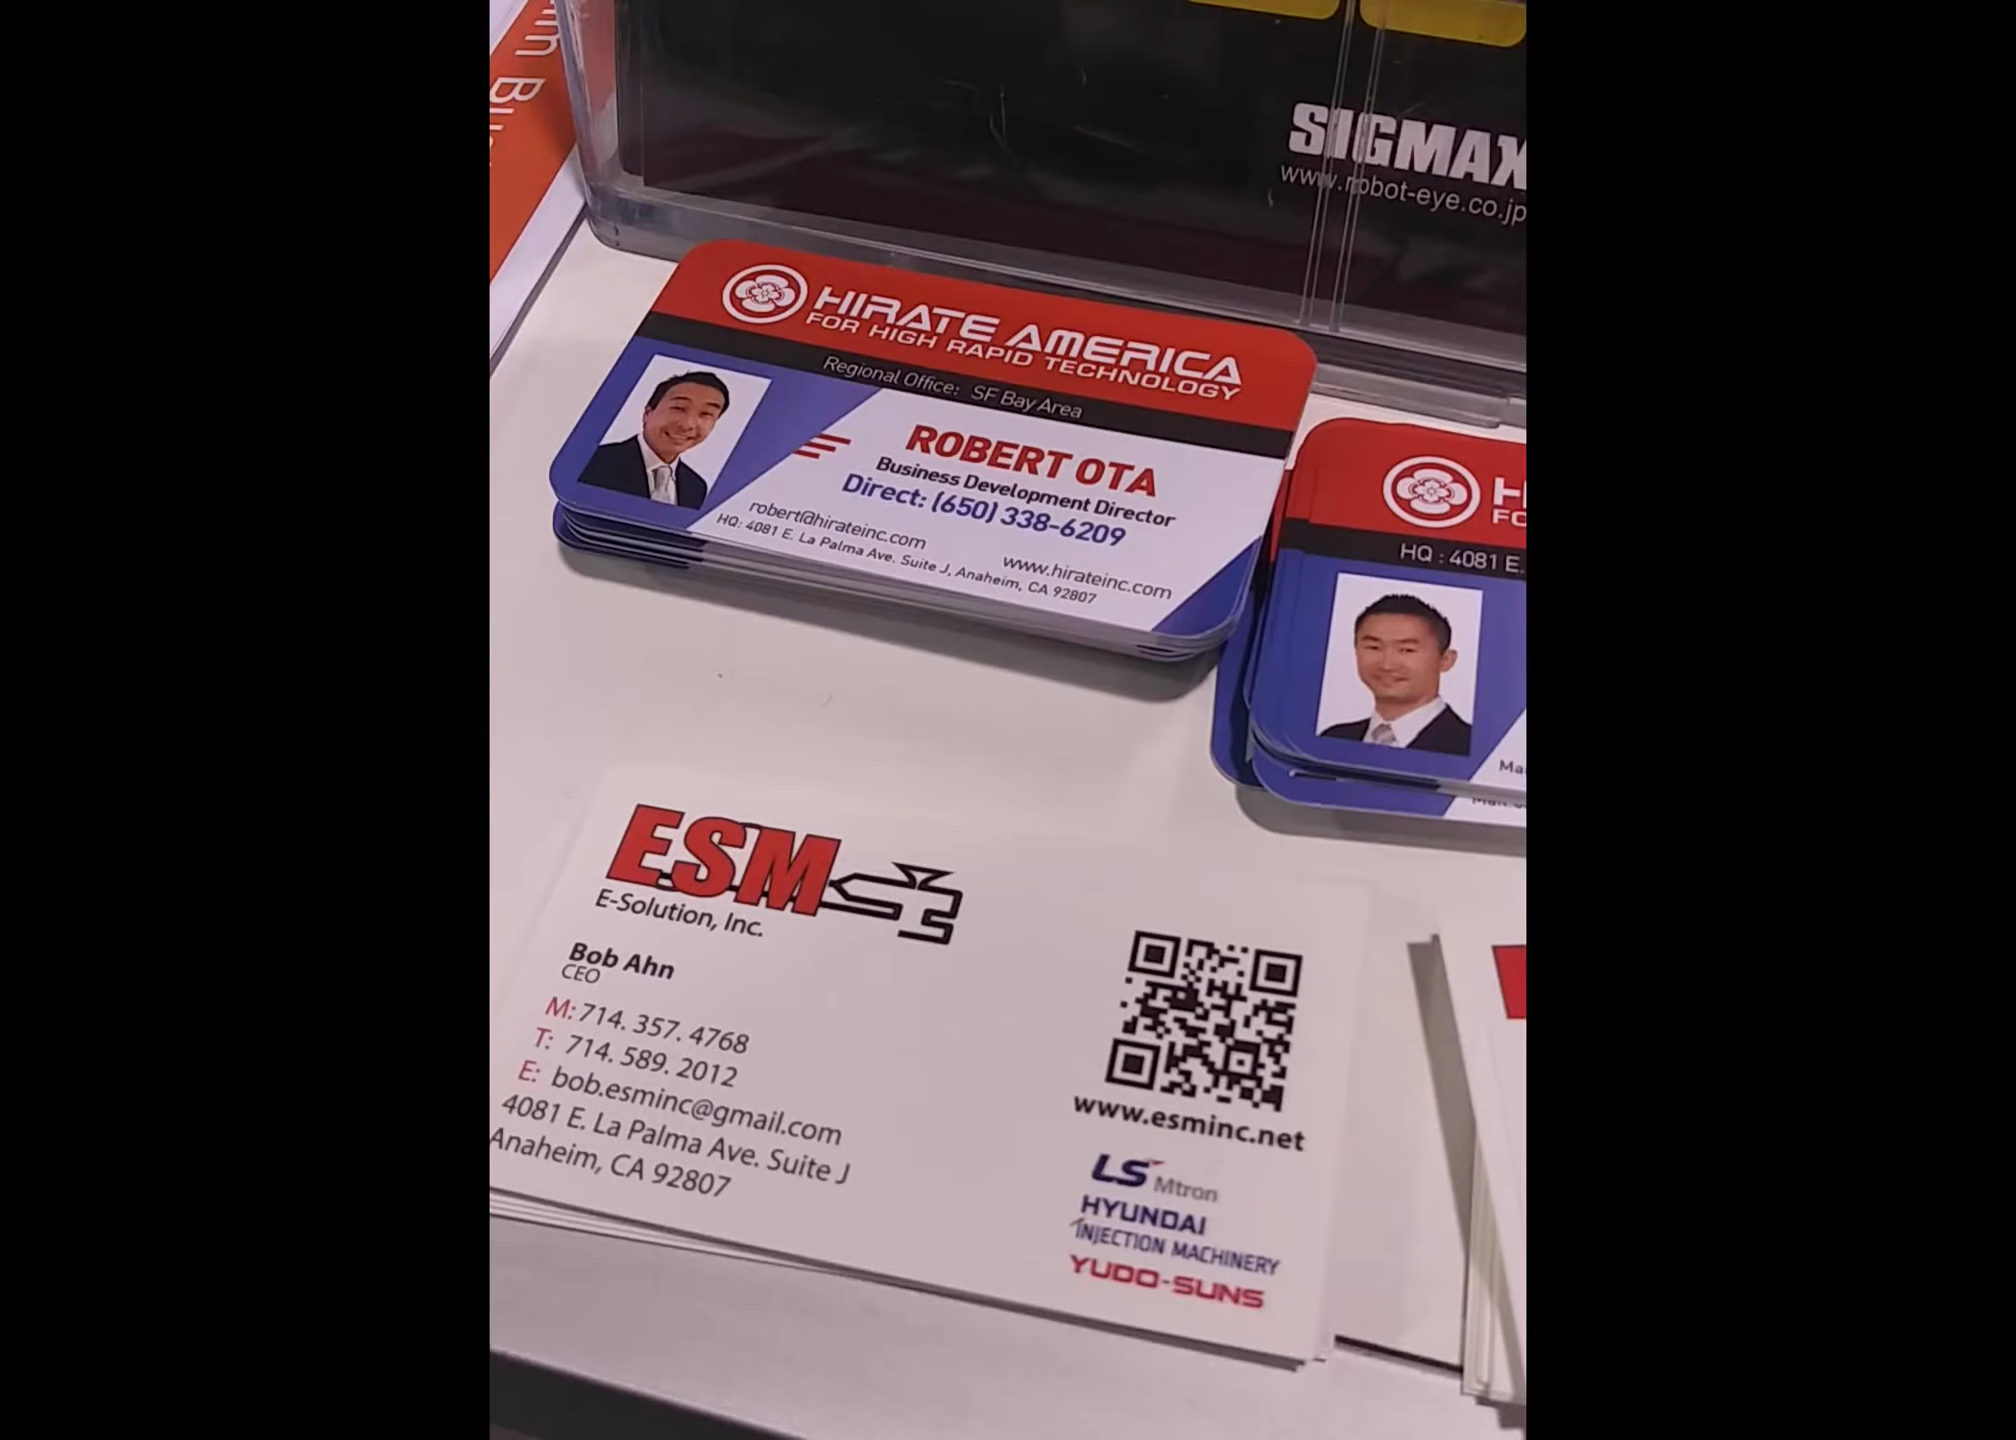 SIGMAX
www.robot-eye.co.jp
HIRATE AMERICA
FOR HIGH RAPID TECHNOLOGY
Regional Office: SF Bay Area
ROBERT OTA
Business Development Director
Direct: (650) 338-6209
robert@hirateinc.com
www.hirateinc.com
HQ: 4081 E. La Palma Ave. Suite J, Anaheim, CA 92807
HQ : 4081 E.
ESM
E-Solution, Inc.
Bob Ahn
CEO
M: 714. 357. 4768
T: 714. 589. 2012
E: bob.esminc@gmail.com
4081 E. La Palma Ave. Suite J
Anaheim, CA 92807
www.esminc.net
LS Mtron
HYUNDAI
INJECTION MACHINERY
YUDO-SUNS